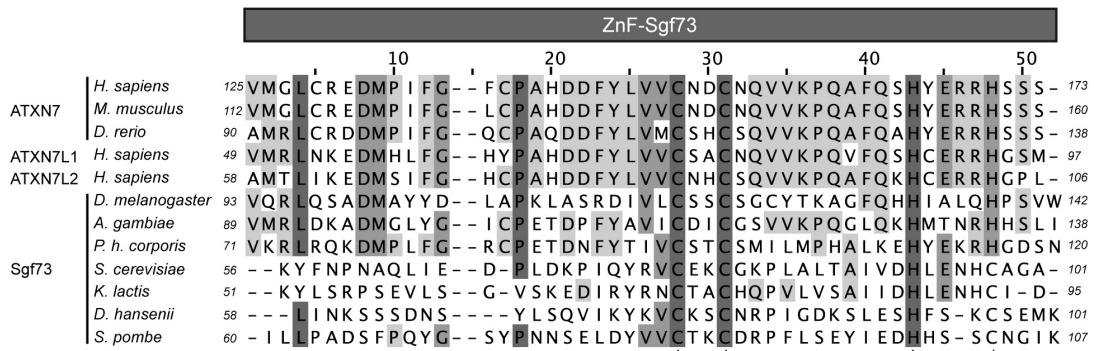 ZnF-Sgf73
10 20 30 40 50
ATXN7 H. sapiens 125 VMGLCREDMPIFG--FCPAHDDFYLVVCNDCNQVVKPQAFQSHYERRHSSS- 173
M. musculus 112 VMGLCREDMPIFG--LCPAHDDFYLVVCNDCNQVVKPQAFQSHYERRHSSS- 160
D. rerio 90 AMRLCRDDMPIFG--QCPAQDDFYLVMCSHCSQVVKPQAFQAHYERRHSSS- 138
ATXN7L1 H. sapiens 49 VMRLNKEDMHLFG--HYPAHDDFYLVVCSACNQVVKPQVFQSHCERRHGSM- 97
ATXN7L2 H. sapiens 58 AMTLIKEDMSIFG--HCPAHDDFYLVVCNHCSQVVKPQAFQKHCERRHGPL- 106
Sgf73 D. melanogaster 93 VQRLQSADMAYYD--LAPKLASRDIVLCSSCSGCYTKAGFQHHIALQHPSVW 142
A. gambiae 89 VMRLDKADMGLYG--ICPETDPFYAVICDICGSVVKPQGLQKHMTNRHHSLI 138
P. h. corporis 71 VKRLRQKDMPLFG--RCPETDNFYTIVCSTCSMILMPHALKEHYEKRHGDSN 120
S. cerevisiae 56 --KYFNPNAQLIE--D-PLDKPIQYRVCEKCGKPLALTAIVDHLENHCAGA- 101
K. lactis 51 --KYLSRPSEVLS--G-VSKEDIRYRNCTACHQPVLVSAIIDHLENHCI-D- 95
D. hansenii 58 ---LINKSSSDNS----YLSQVIKYKVCKSCNRPIGDKSLESHFS-KCSEMK 104
S. pombe 60 -ILLPADSFPQYG--SYPNNSELDYVVCTKCDRPFLSEYIEDHHS-SCNGIK 107